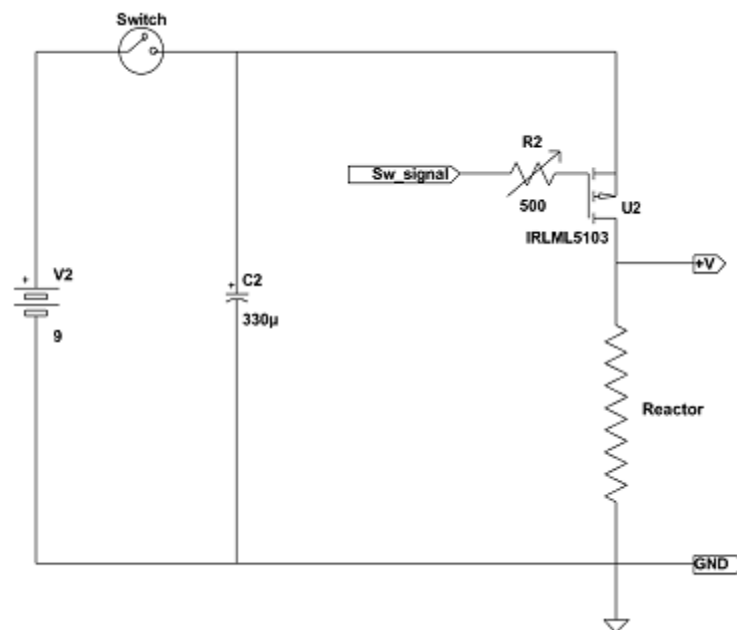 Switch
R2
Sw_signal
500
U2
IRLML5103
+V
+
V2
9
+
C2
330µ
Reactor
GND